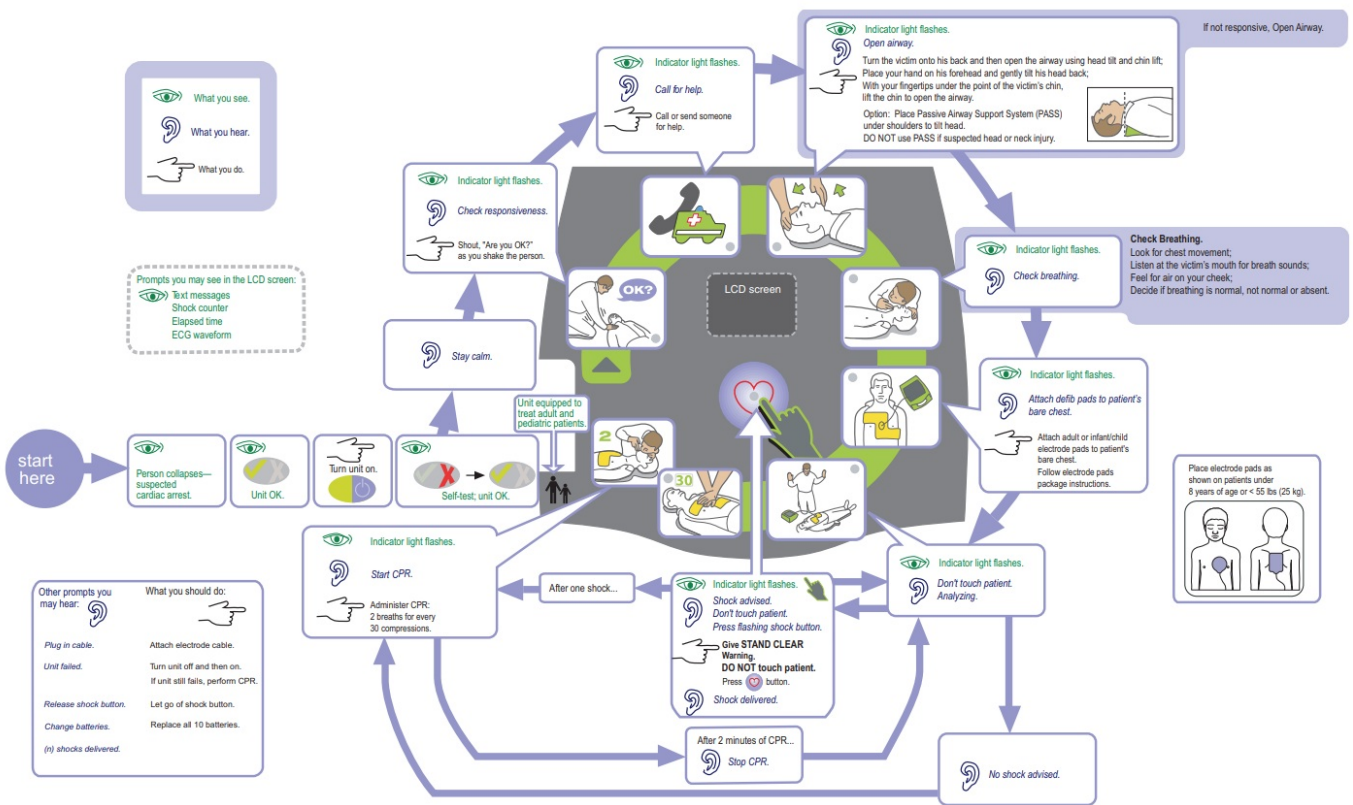 What you see.
What you hear.
What you do.
Prompts you may see in the LCD screen:
Text messages
Shock counter
Elapsed time
ECG waveform
start
here
Person collapses—
suspected
cardiac arrest.
Unit OK.
Turn unit on.
Self-test; unit OK.
Unit equipped to
treat adult and
pediatric patients.
Stay calm.
Indicator light flashes.
Check responsiveness.
Shout, "Are you OK?"
as you shake the person.
OK?
Indicator light flashes.
Call for help.
Call or send someone
for help.
Indicator light flashes.
Open airway.
Turn the victim onto his back and then open the airway using head tilt and chin lift;
Place your hand on his forehead and gently tilt his head back;
With your fingertips under the point of the victim's chin,
lift the chin to open the airway.
Option: Place Passive Airway Support System (PASS)
under shoulders to tilt head.
DO NOT use PASS if suspected head or neck injury.
If not responsive, Open Airway.
LCD screen
Indicator light flashes.
Check breathing.
Check Breathing.
Look for chest movement;
Listen at the victim's mouth for breath sounds;
Feel for air on your cheek;
Decide if breathing is normal, not normal or absent.
Indicator light flashes.
Attach defib pads to patient's
bare chest.
Attach adult or infant/child
electrode pads to patient's
bare chest.
Follow electrode pads
package instructions.
Place electrode pads as
shown on patients under
8 years of age or < 55 lbs (25 kg).
Indicator light flashes.
Don't touch patient.
Analyzing.
Indicator light flashes.
Shock advised.
Don't touch patient.
Press flashing shock button.
Give STAND CLEAR
Warning.
DO NOT touch patient.
Press button.
Shock delivered.
After one shock...
2
30
Indicator light flashes.
Start CPR.
Administer CPR:
2 breaths for every
30 compressions.
After 2 minutes of CPR...
Stop CPR.
No shock advised.
Other prompts you
may hear:
What you should do:
Plug in cable.
Attach electrode cable.
Unit failed.
Turn unit off and then on.
If unit still fails, perform CPR.
Release shock button.
Let go of shock button.
Change batteries.
Replace all 10 batteries.
(n) shocks delivered.